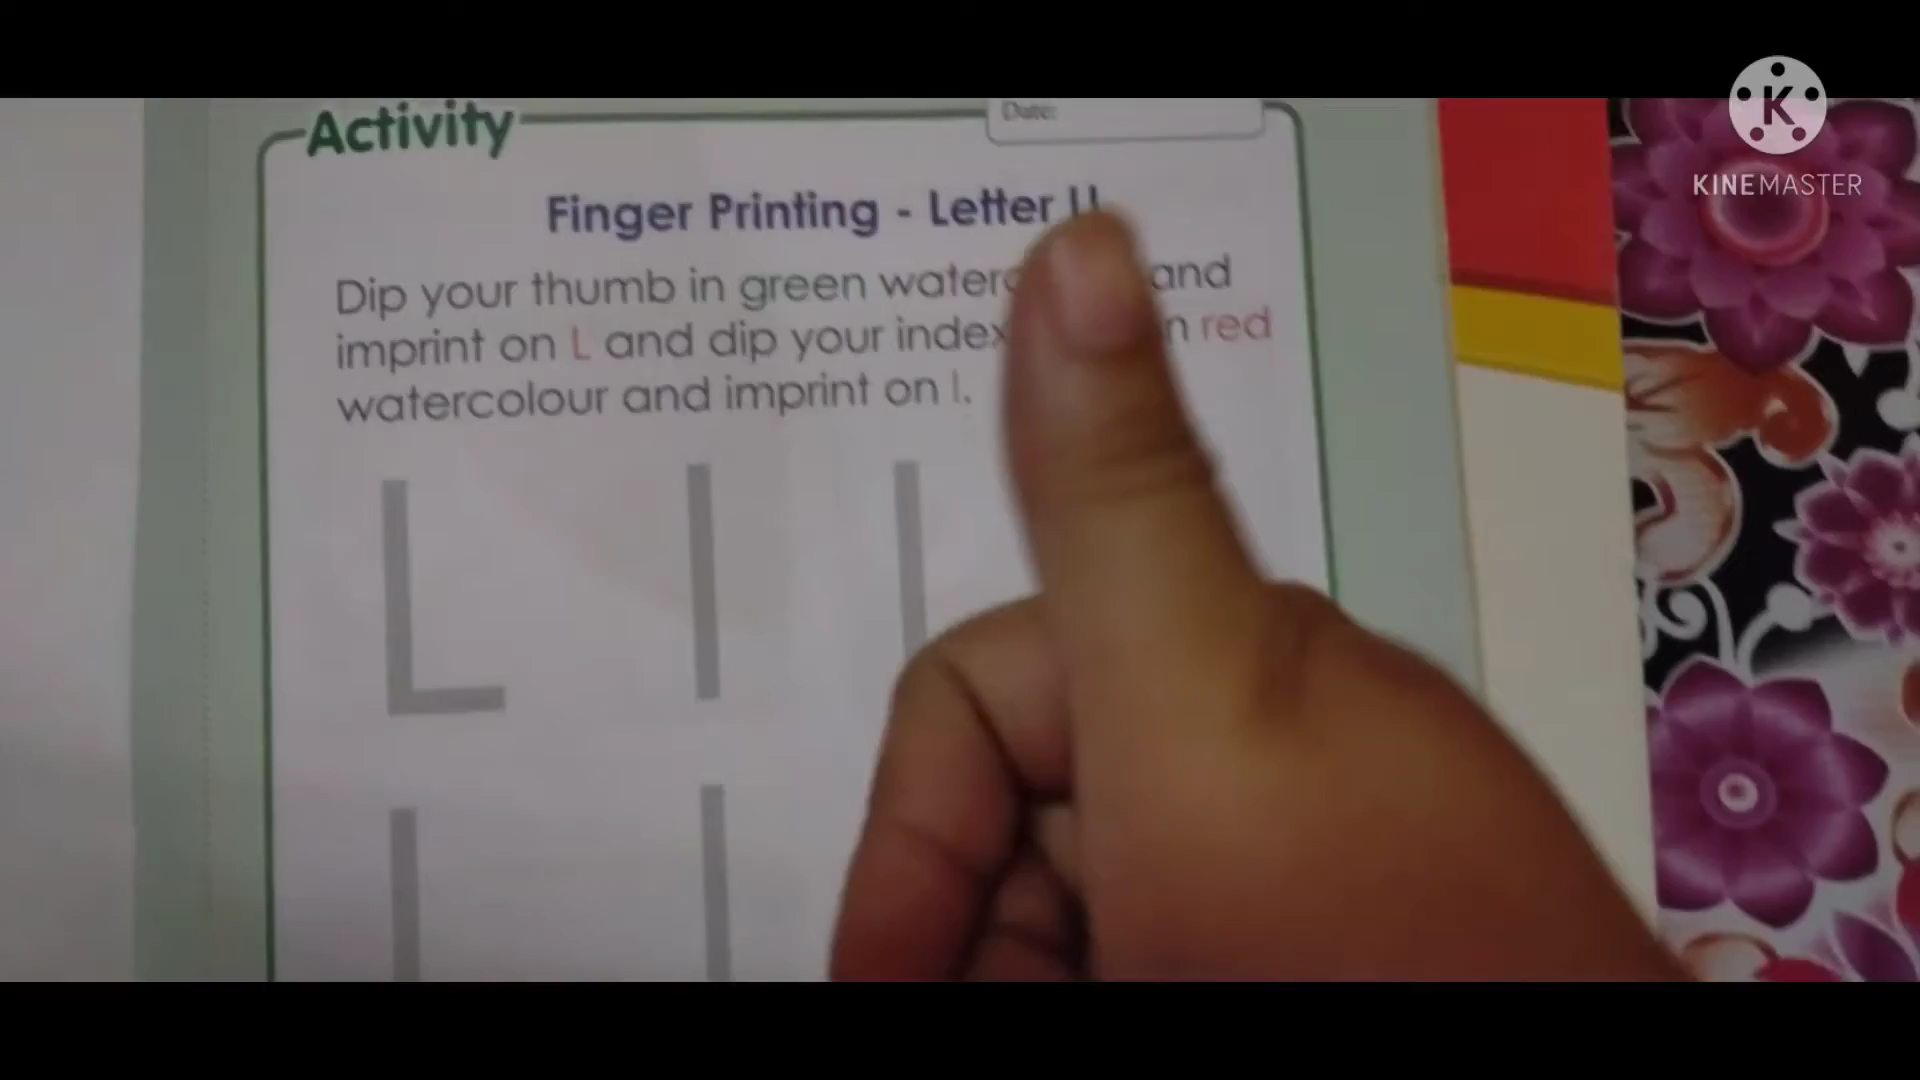 Activity
Date:
Finger Printing - Letter
Dip your thumb in green and
imprint on L and dip your index red
watercolour and imprint on l.
L l l
K
KINEMASTER